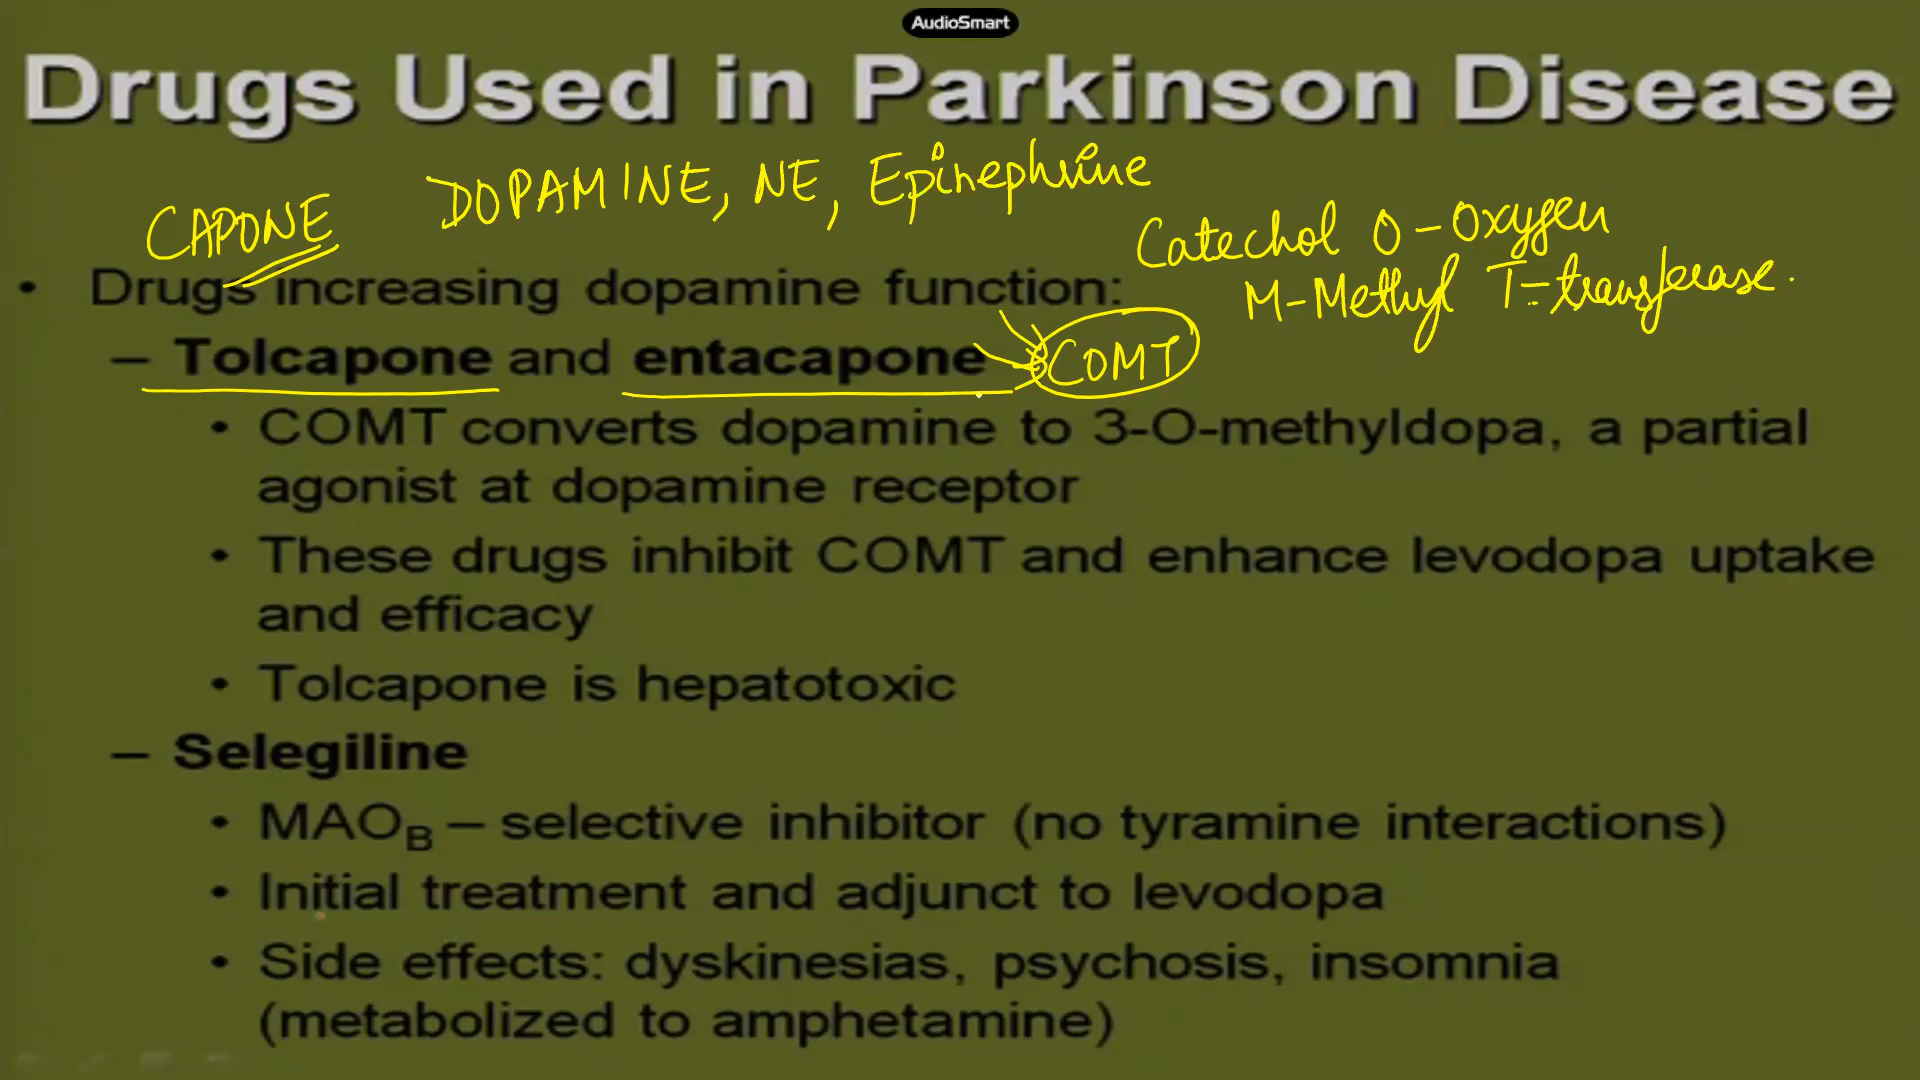 AudioSmart
Drugs Used in Parkinson Disease
DOPAMINE, NE, Epinephrine
CAPONE
Catechol O-Oxygen
M-Methyl T-transferase.
• Drugs increasing dopamine function:
– Tolcapone and entacapone
COMT
• COMT converts dopamine to 3-O-methyldopa, a partial
agonist at dopamine receptor
• These drugs inhibit COMT and enhance levodopa uptake
and efficacy
• Tolcapone is hepatotoxic
– Selegiline
• MAOB – selective inhibitor (no tyramine interactions)
• Initial treatment and adjunct to levodopa
• Side effects: dyskinesias, psychosis, insomnia
(metabolized to amphetamine)